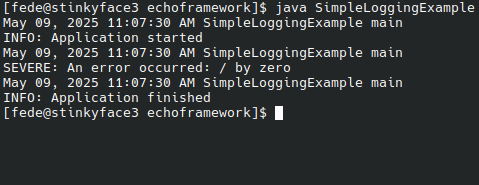 [fede@stinkyface3 echoframework]$ java SimpleLoggingExample
May 09, 2025 11:07:30 AM SimpleLoggingExample main
INFO: Application started
May 09, 2025 11:07:30 AM SimpleLoggingExample main
SEVERE: An error occurred: / by zero
May 09, 2025 11:07:30 AM SimpleLoggingExample main
INFO: Application finished
[fede@stinkyface3 echoframework]$